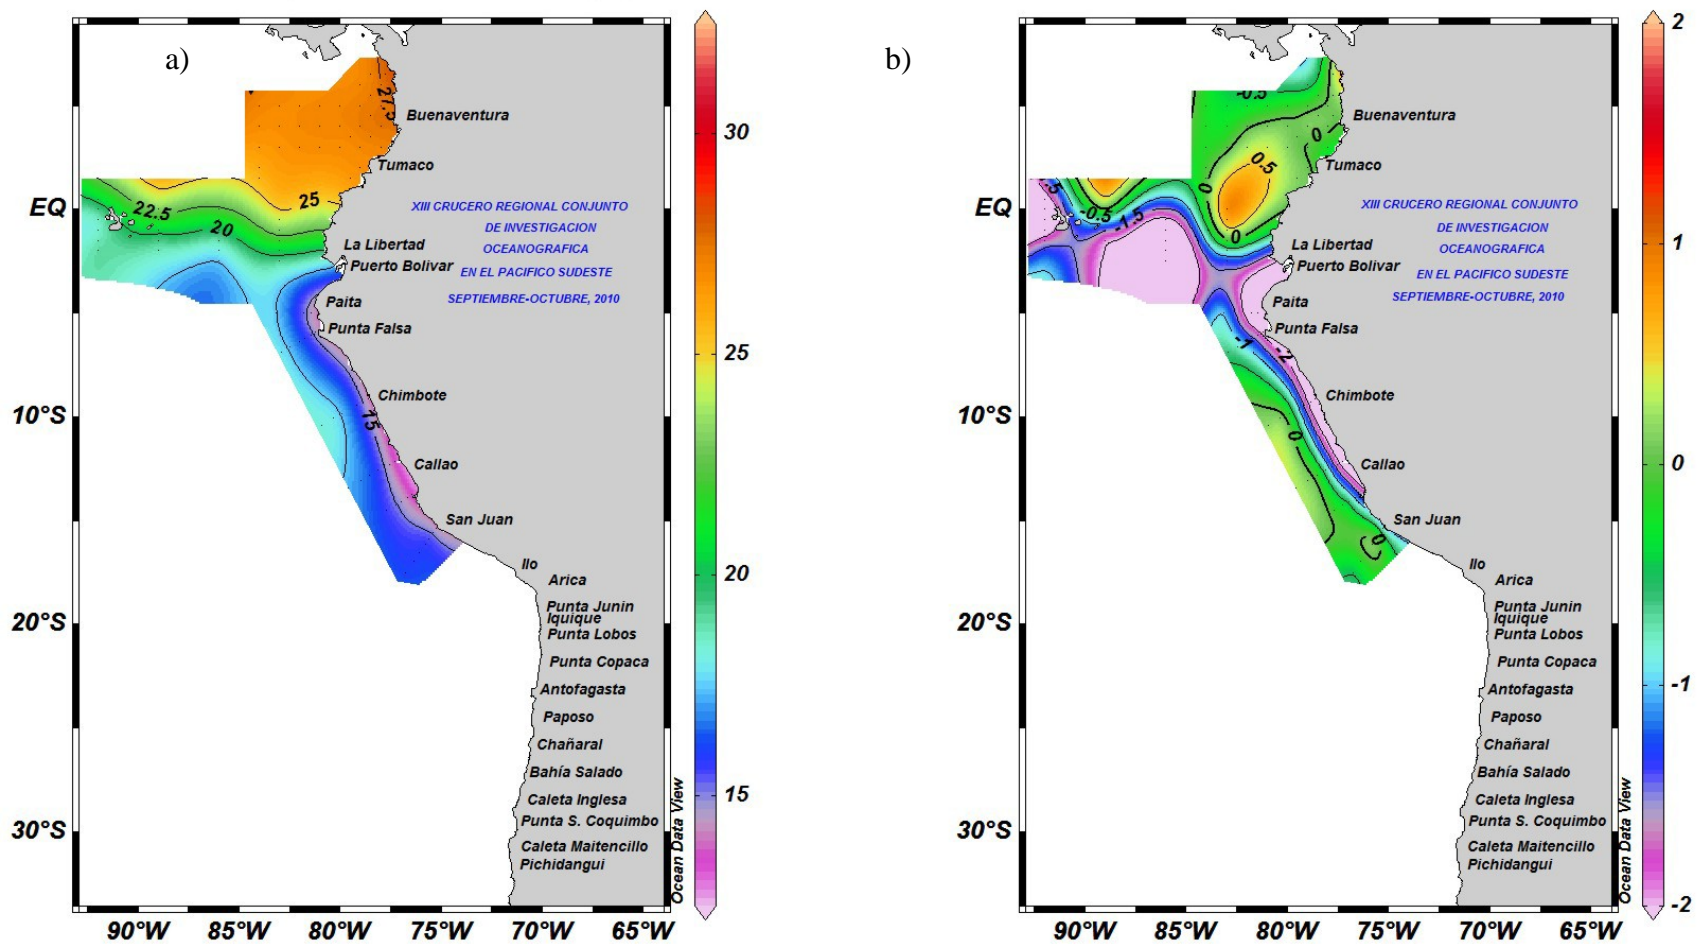 a)
27.5
Buenaventura
Tumaco
25
22.5
20
XIII CRUCERO REGIONAL CONJUNTO
DE INVESTIGACION
OCEANOGRAFICA
EN EL PACIFICO SUDESTE
SEPTIEMBRE-OCTUBRE, 2010
La Libertad
Puerto Bolivar
Paita
Punta Falsa
Chimbote
15
Callao
San Juan
Ilo
Arica
Punta Junin
Iquique
Punta Lobos
Punta Copaca
Antofagasta
Paposo
Chañaral
Bahía Salado
Caleta Inglesa
Punta S. Coquimbo
Caleta Maitencillo
Pichidangui
EQ
10°S
20°S
30°S
90°W
85°W
80°W
75°W
70°W
65°W
Ocean Data View
30
25
20
15
b)
-0.5
Buenaventura
0
Tumaco
0.5
0
-0.5
-1.5
0
XIII CRUCERO REGIONAL CONJUNTO
DE INVESTIGACION
OCEANOGRAFICA
EN EL PACIFICO SUDESTE
SEPTIEMBRE-OCTUBRE, 2010
La Libertad
Puerto Bolivar
Paita
Punta Falsa
-1
-2
Chimbote
0
Callao
San Juan
0
Ilo
Arica
Punta Junin
Iquique
Punta Lobos
Punta Copaca
Antofagasta
Paposo
Chañaral
Bahía Salado
Caleta Inglesa
Punta S. Coquimbo
Caleta Maitencillo
Pichidangui
EQ
10°S
20°S
30°S
90°W
85°W
80°W
75°W
70°W
65°W
Ocean Data View
2
1
0
-1
-2